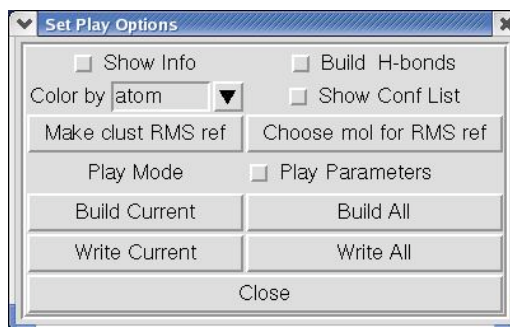 Set Play Options
Show Info Build H-bonds
Color by atom Show Conf List
Make clust RMS ref Choose mol for RMS ref
Play Mode Play Parameters
Build Current Build All
Write Current Write All
Close